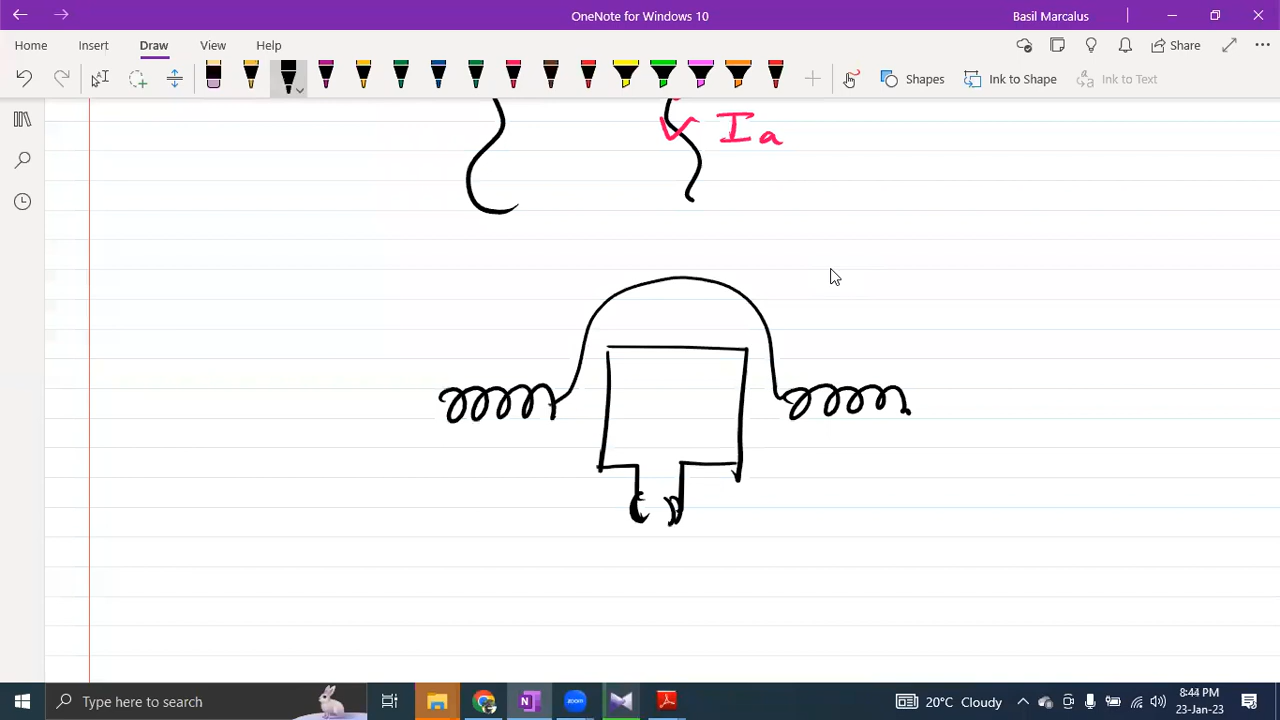 OneNote for Windows 10
Basil Marcalus
Home Insert Draw View Help
Share
Shapes Ink to Shape Ink to Text
Ia
Type here to search
zoom
20°C Cloudy
8:44 PM
23-Jan-23